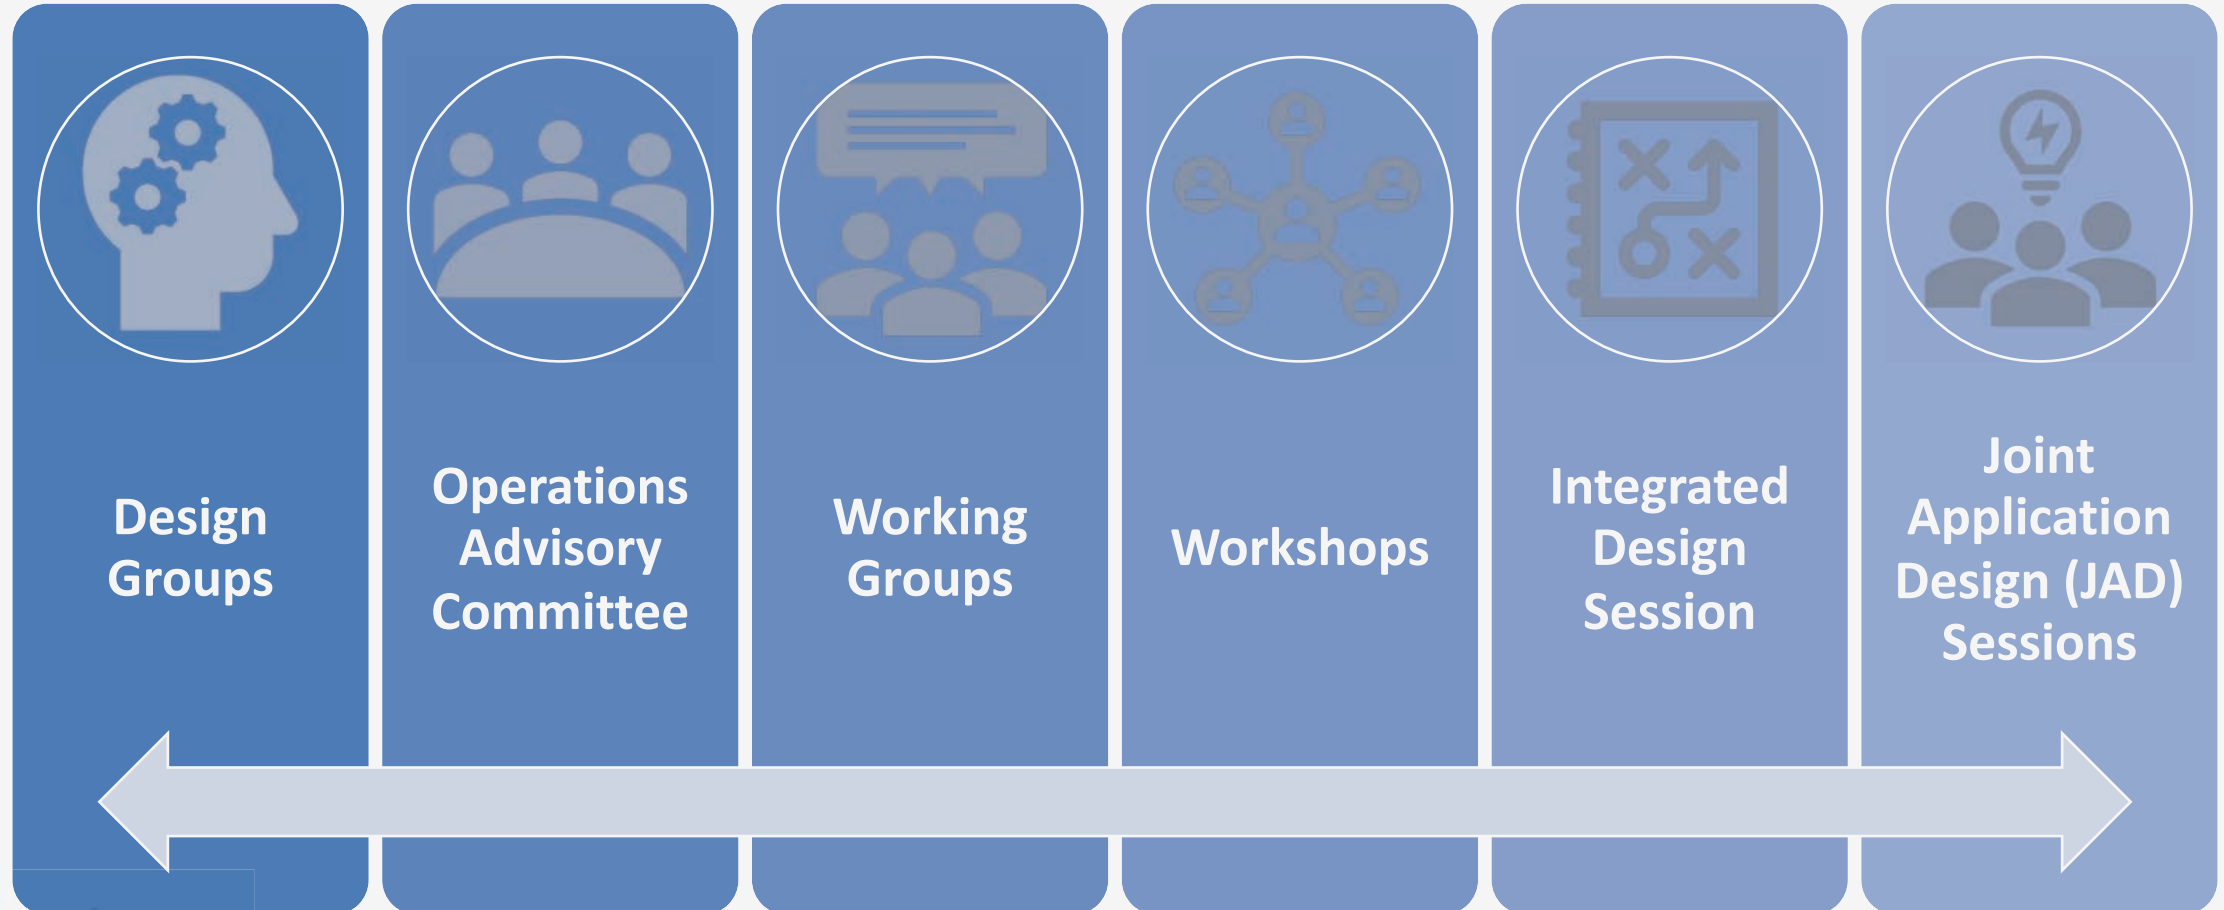 Design
Groups
Operations
Advisory
Committee
Working
Groups
Workshops
Integrated
Design
Session
Joint
Application
Design (JAD)
Sessions